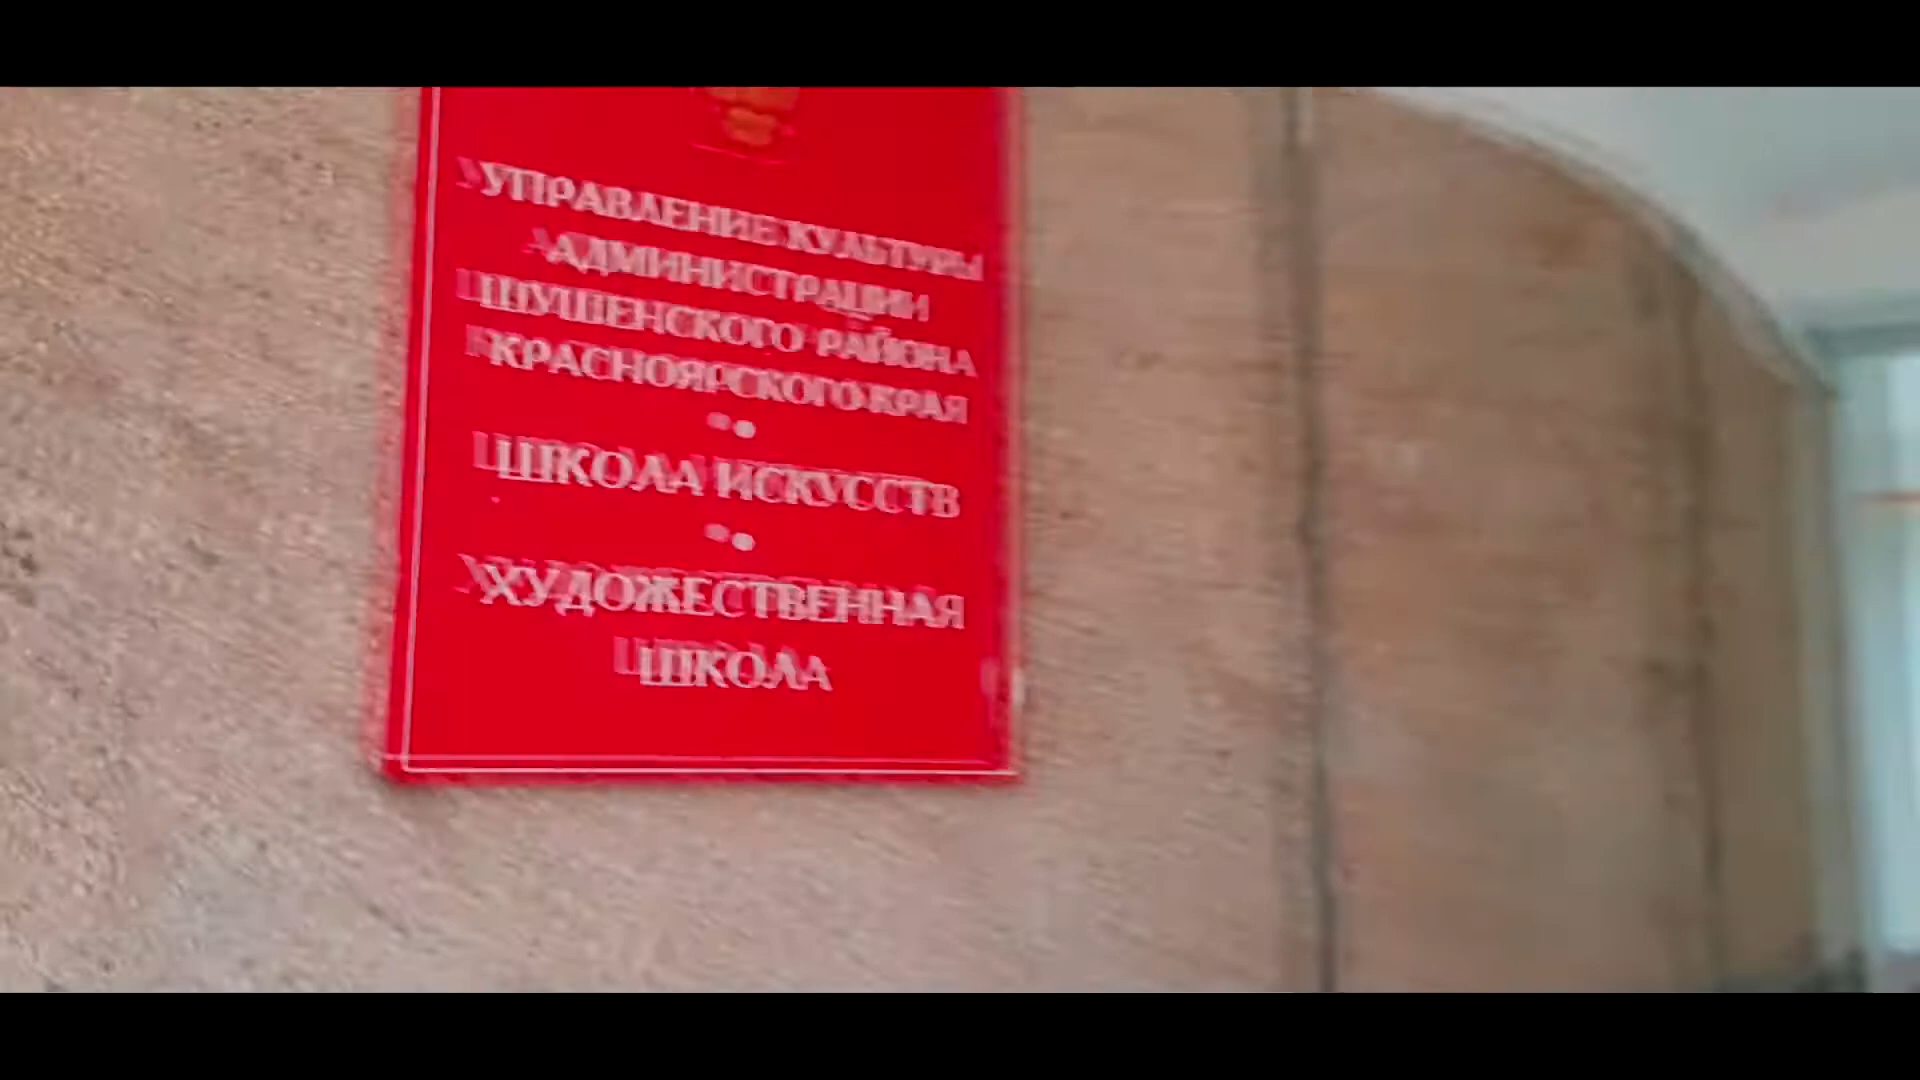 УПРАВЛЕНИЕ КУЛЬТУРЫ
АДМИНИСТРАЦИИ
ШУШЕНСКОГО РАЙОНА
КРАСНОЯРСКОГО КРАЯ
ШКОЛА ИСКУССТВ
ХУДОЖЕСТВЕННАЯ
ШКОЛА